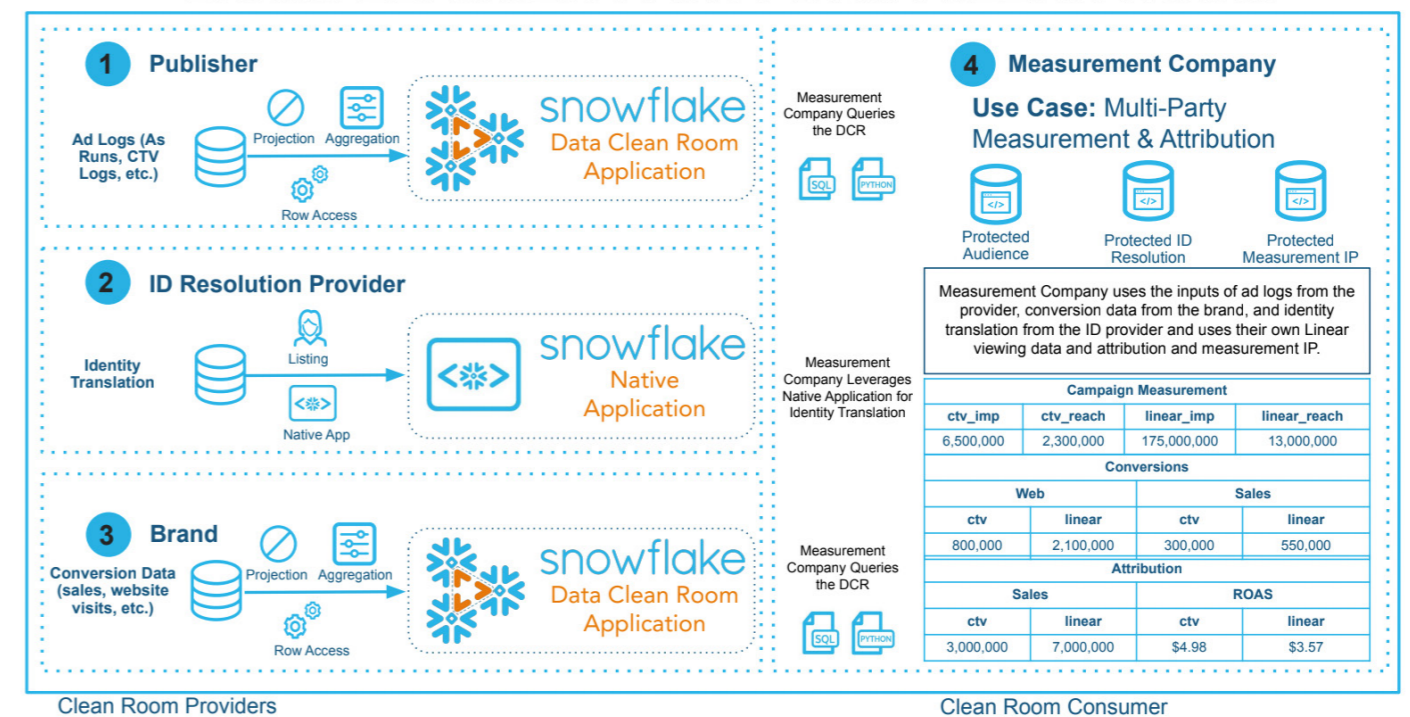 1 Publisher
Ad Logs (As
Runs, CTV
Logs, etc.)
Projection Aggregation
Row Access
snowflake
Data Clean Room
Application
Measurement
Company Queries
the DCR
SQL PYTHON
2 ID Resolution Provider
Identity
Translation
Listing
Native App
snowflake
Native
Application
Measurement
Company Leverages
Native Application for
Identity Translation
3 Brand
Conversion Data
(sales, website
visits, etc.)
Projection Aggregation
Row Access
snowflake
Data Clean Room
Application
Measurement
Company Queries
the DCR
SQL PYTHON
4 Measurement Company
Use Case: Multi-Party
Measurement & Attribution
</> </> </>
Protected
Audience
Protected ID
Resolution
Protected
Measurement IP
Measurement Company uses the inputs of ad logs from the
provider, conversion data from the brand, and identity
translation from the ID provider and uses their own Linear
viewing data and attribution and measurement IP.
Campaign Measurement
ctv_imp ctv_reach linear_imp linear_reach
6,500,000 2,300,000 175,000,000 13,000,000
Conversions
Web Sales
ctv linear ctv linear
800,000 2,100,000 300,000 550,000
Attribution
Sales ROAS
ctv linear ctv linear
3,000,000 7,000,000 $4.98 $3.57
Clean Room Providers
Clean Room Consumer